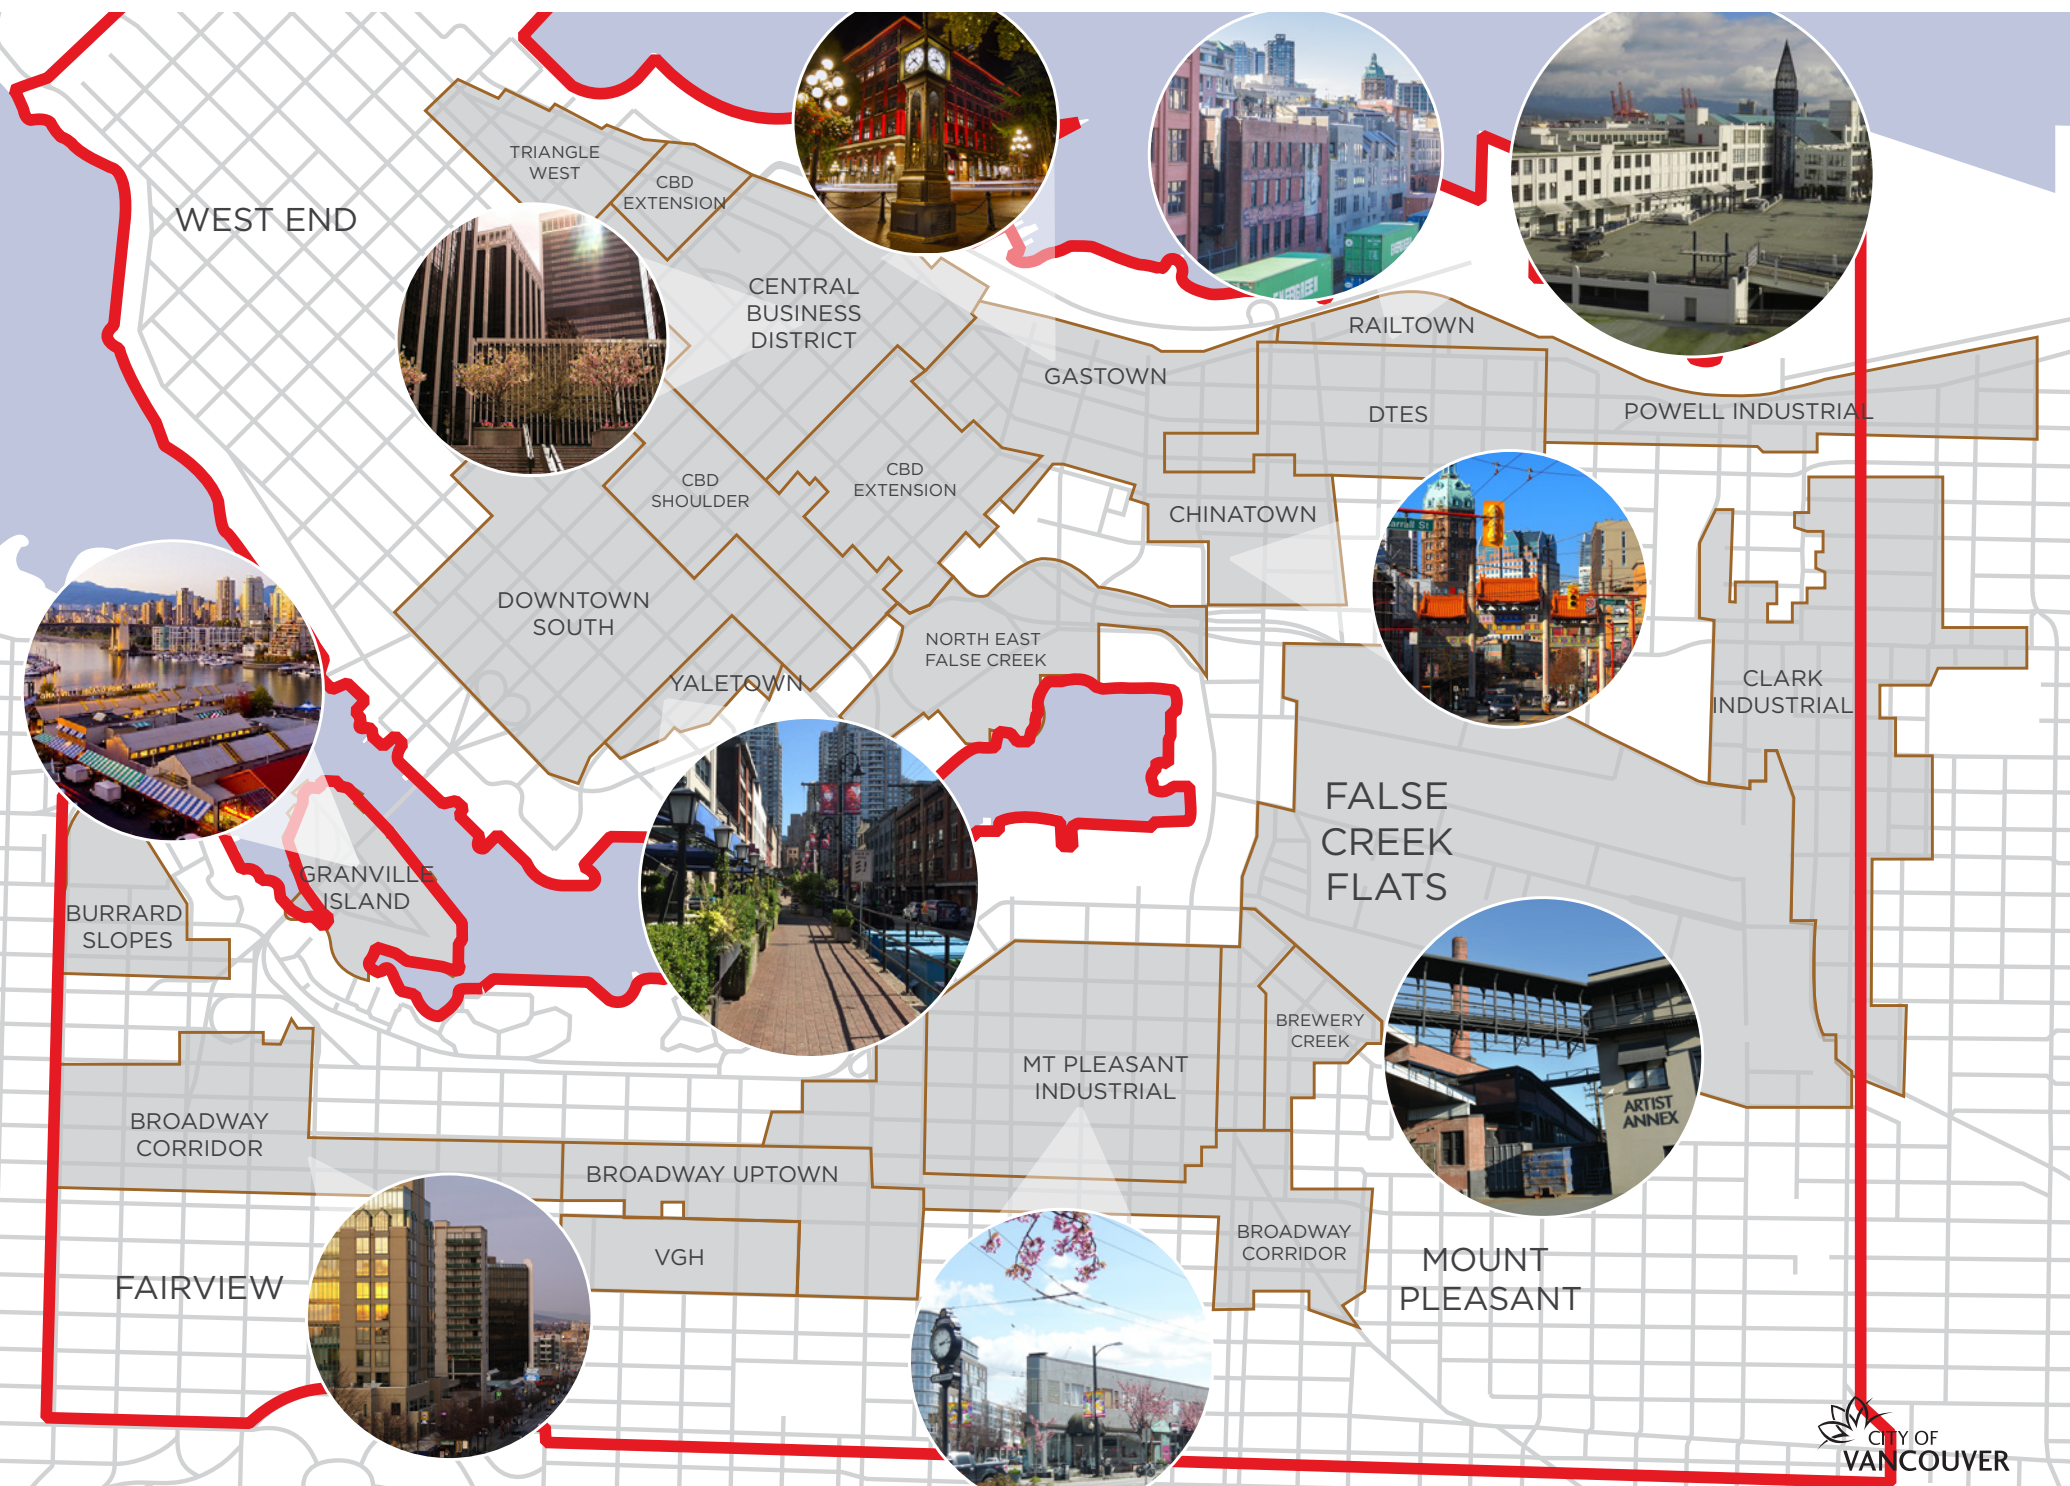 TRIANGLE
WEST
CBD
EXTENSION
WEST END
CENTRAL
BUSINESS
DISTRICT
RAILTOWN
GASTOWN
DTES
POWELL INDUSTRIAL
CBD
SHOULDER
CBD
EXTENSION
CHINATOWN
DOWNTOWN
SOUTH
NORTH EAST
FALSE CREEK
YALETOWN
CLARK
INDUSTRIAL
FALSE
CREEK
FLATS
GRANVILLE
ISLAND
BURRARD
SLOPES
BREWERY
CREEK
MT PLEASANT
INDUSTRIAL
ARTIST
ANNEX
BROADWAY
CORRIDOR
BROADWAY UPTOWN
VGH
BROADWAY
CORRIDOR
FAIRVIEW
MOUNT
PLEASANT
CITY OF
VANCOUVER